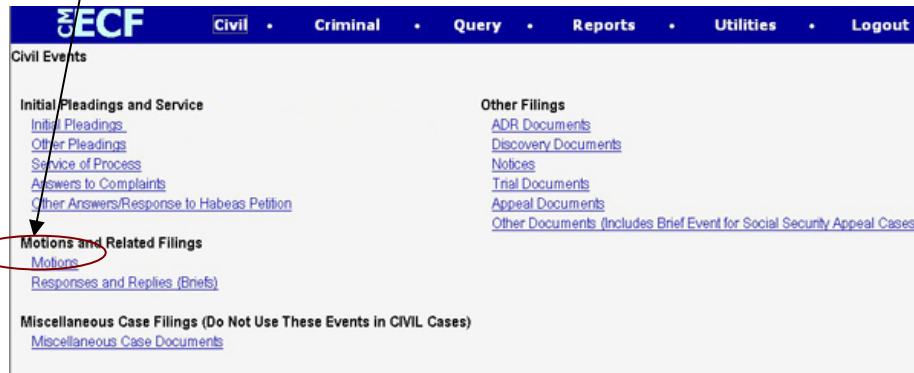 CM ECF Civil • Criminal • Query • Reports • Utilities • Logout
Civil Events
Initial Pleadings and Service
Initial Pleadings
Other Pleadings
Service of Process
Answers to Complaints
Other Answers/Response to Habeas Petition
Motions and Related Filings
Motions
Responses and Replies (Briefs)
Miscellaneous Case Filings (Do Not Use These Events in CIVIL Cases)
Miscellaneous Case Documents
Other Filings
ADR Documents
Discovery Documents
Notices
Trial Documents
Appeal Documents
Other Documents (Includes Brief Event for Social Security Appeal Cases